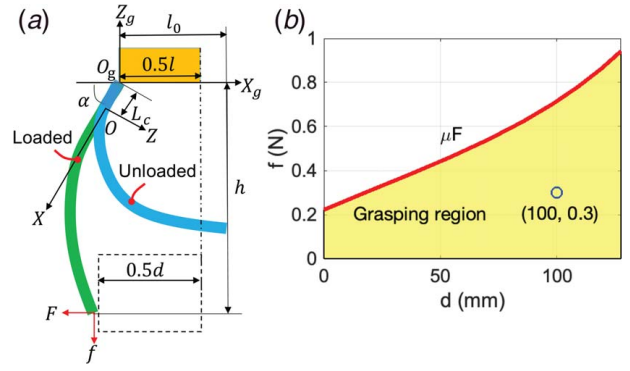 (a)
Z_g
l_0
O_g
0.5l
X_g
α
L_c
O
Z
Loaded
Unloaded
h
X
0.5d
F
f
(b)
f (N)
1
0.8
0.6
0.4
0.2
0
μF
Grasping region
(100, 0.3)
0
50
100
d (mm)